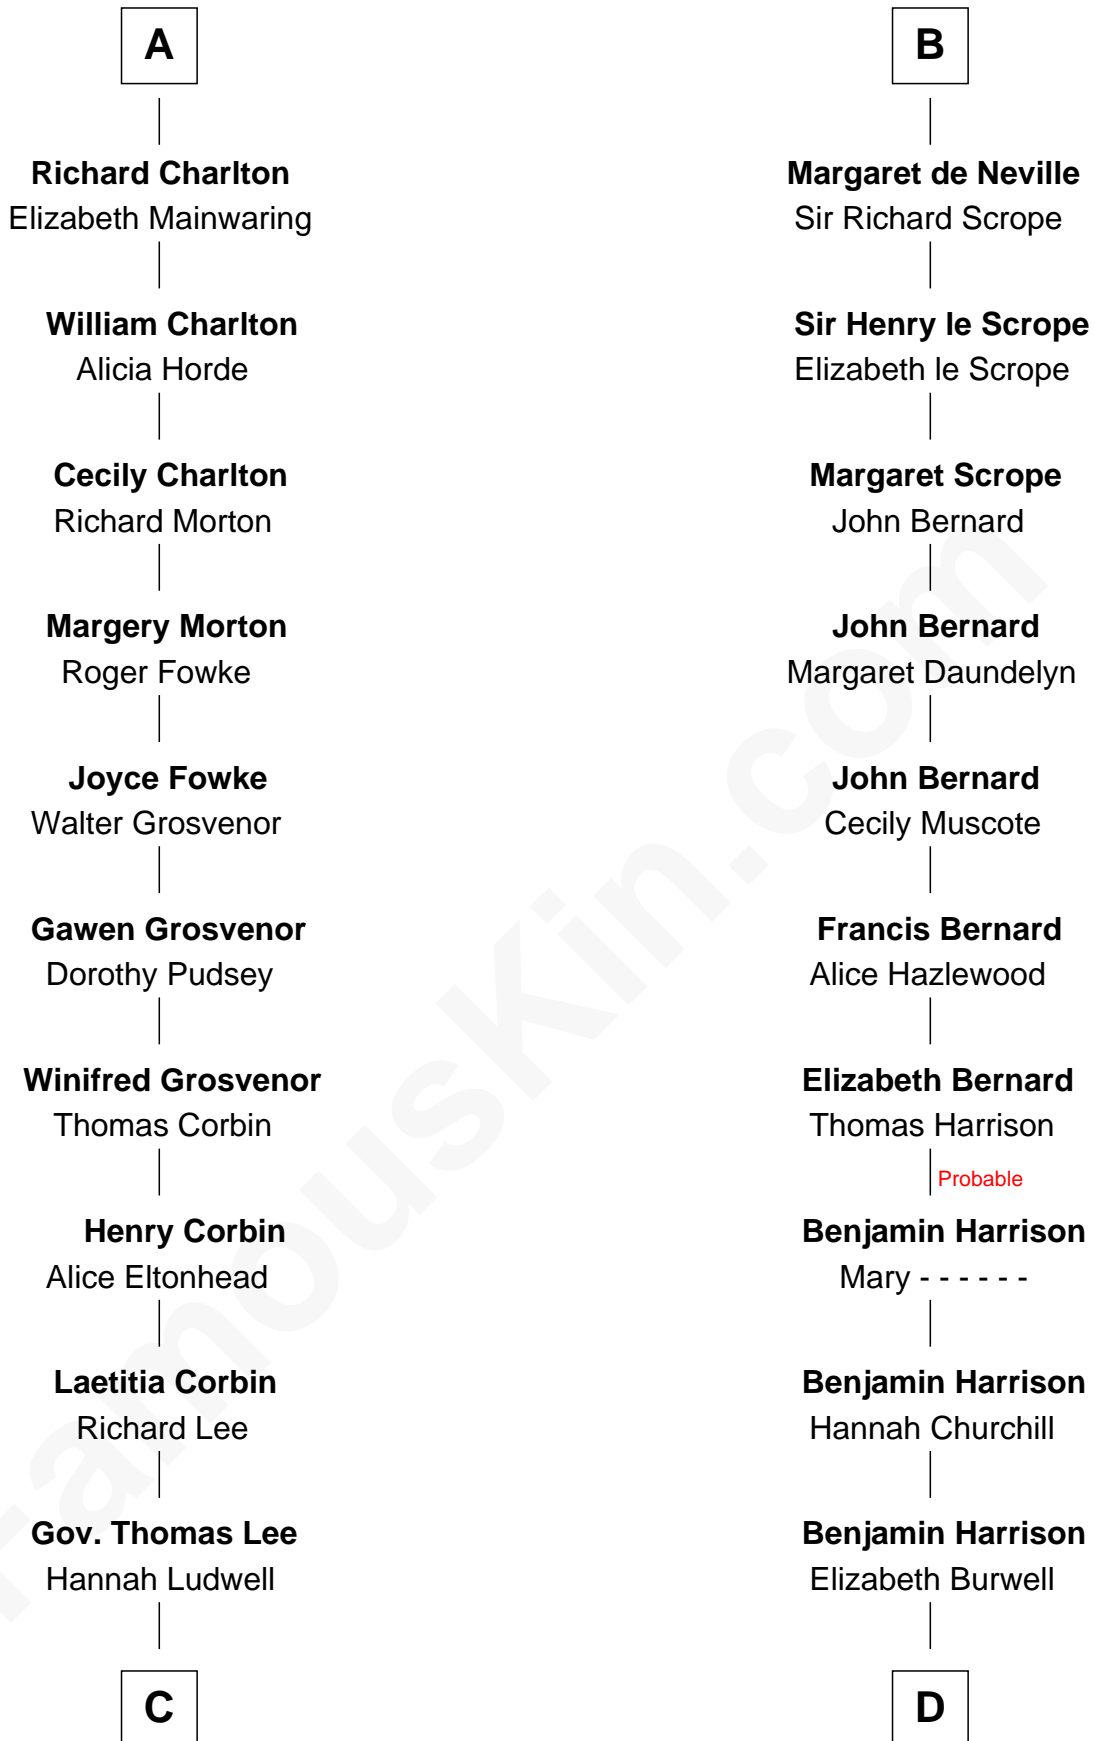 A
Richard Charlton
Elizabeth Mainwaring
William Charlton
Alicia Horde
Cecily Charlton
Richard Morton
Margery Morton
Roger Fowke
Joyce Fowke
Walter Grosvenor
Gawen Grosvenor
Dorothy Pudsey
Winifred Grosvenor
Thomas Corbin
Henry Corbin
Alice Eltonhead
Laetitia Corbin
Richard Lee
Gov. Thomas Lee
Hannah Ludwell
C
B
Margaret de Neville
Sir Richard Scrope
Sir Henry le Scrope
Elizabeth le Scrope
Margaret Scrope
John Bernard
John Bernard
Margaret Daundelyn
John Bernard
Cecily Muscote
Francis Bernard
Alice Hazlewood
Elizabeth Bernard
Thomas Harrison
Probable
Benjamin Harrison
Mary - - - - - -
Benjamin Harrison
Hannah Churchill
Benjamin Harrison
Elizabeth Burwell
D
FamousKin.com